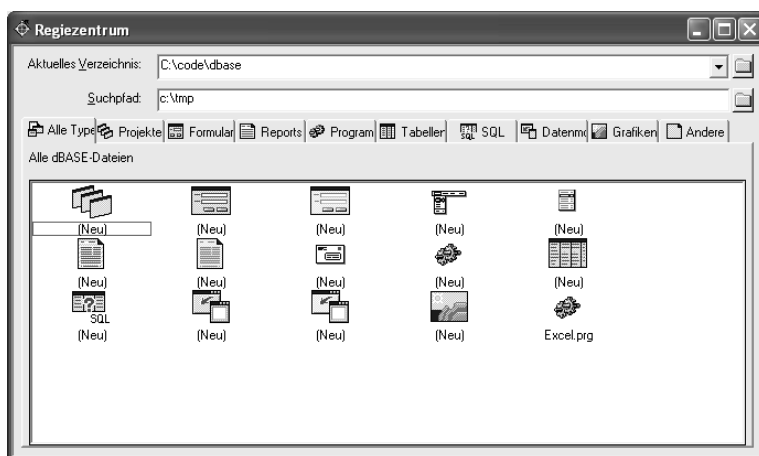 Regiezentrum
Aktuelles Verzeichnis: C:\code\dbase
Suchpfad: c:\tmp
Alle Type Projekte Formular Reports Program Tabeller SQL Datenmo Grafiken Andere
Alle dBASE-Dateien
(Neu) (Neu) (Neu) (Neu) (Neu)
(Neu) (Neu) (Neu) (Neu) (Neu)
SQL
(Neu) (Neu) (Neu) (Neu) Excel.prg